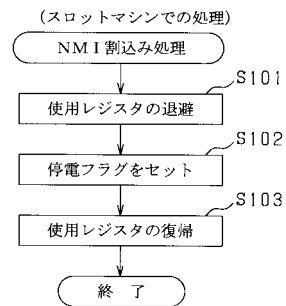 (スロットマシンでの処理)
NMI割込み処理
S101
使用レジスタの退避
S102
停電フラグをセット
S103
使用レジスタの復帰
終 了